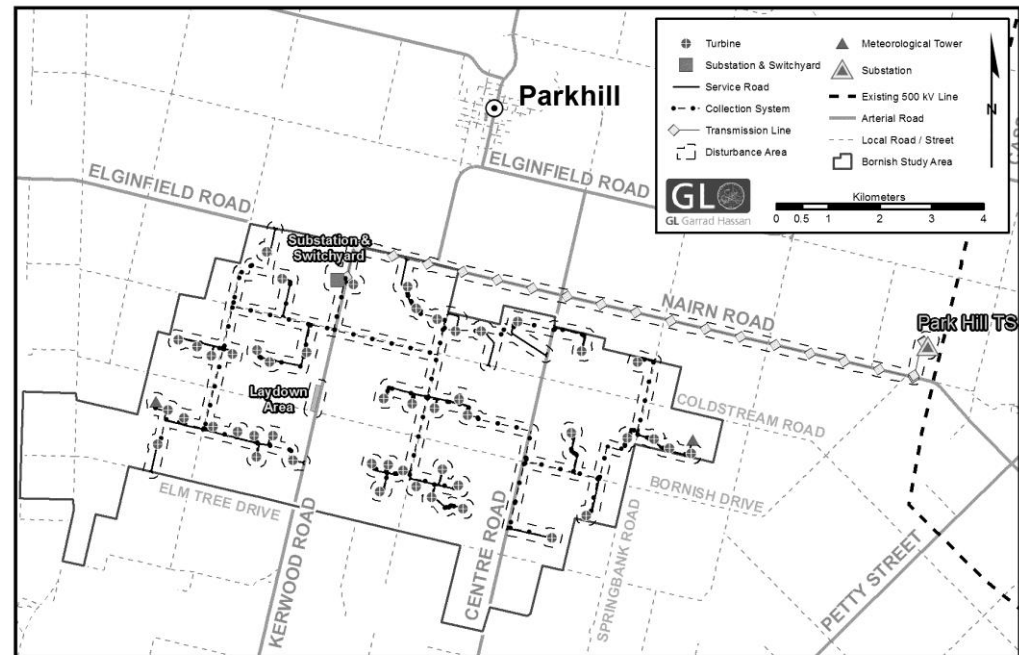 Parkhill
ELGINFIELD ROAD
ELGINFIELD ROAD
Substation &
Switchyard
NAIRN ROAD
Park Hill TS
Laydown
Area
COLDSTREAM ROAD
ELM TREE DRIVE
BORNISH DRIVE
KERWOOD ROAD
CENTRE ROAD
SPRINGBANK ROAD
PETTY STREET
Turbine
Substation & Switchyard
Service Road
Collection System
Transmission Line
Disturbance Area
Meteorological Tower
Substation
Existing 500 kV Line
Arterial Road
Local Road / Street
Bornish Study Area
N
GL
GL Garrad Hassan
Kilometers
0 0.5 1 2 3 4